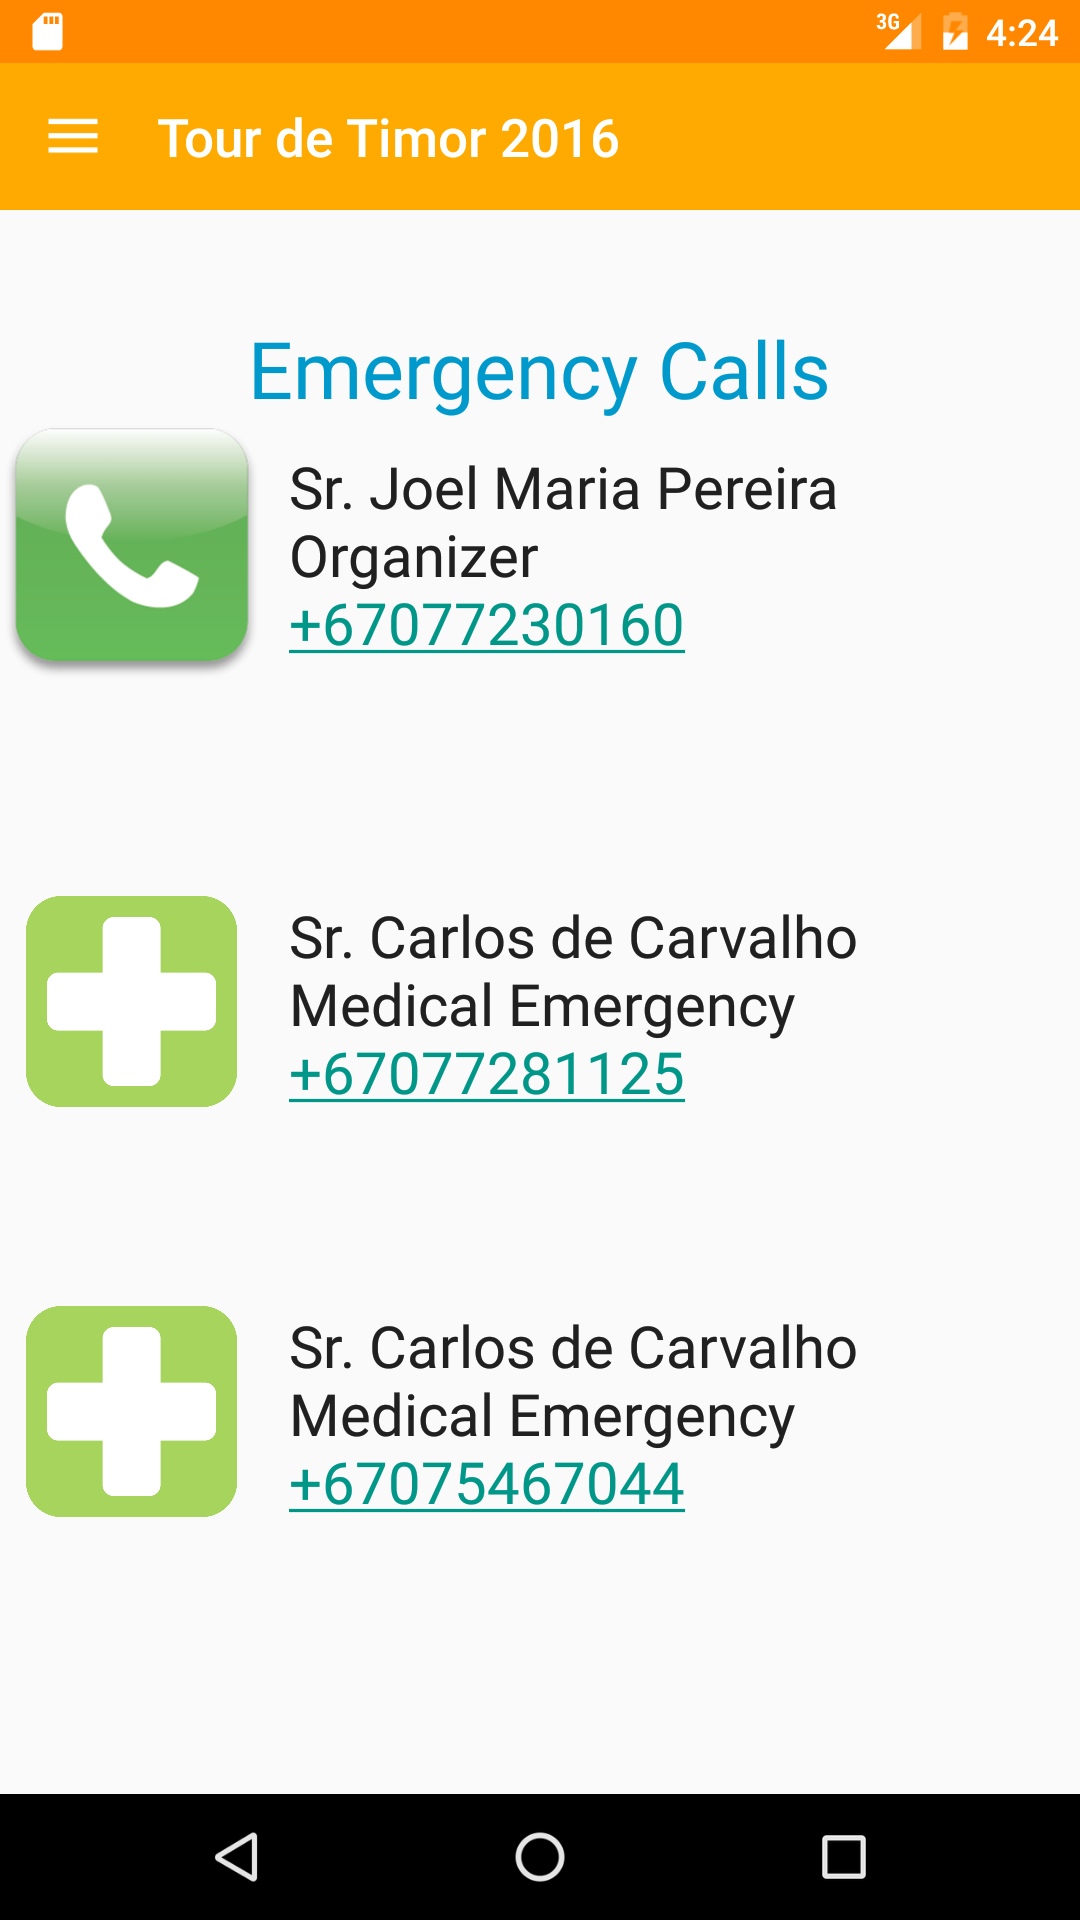 3G 4:24
Tour de Timor 2016
Emergency Calls
Sr. Joel Maria Pereira
Organizer
+67077230160
Sr. Carlos de Carvalho
Medical Emergency
+67077281125
Sr. Carlos de Carvalho
Medical Emergency
+67075467044